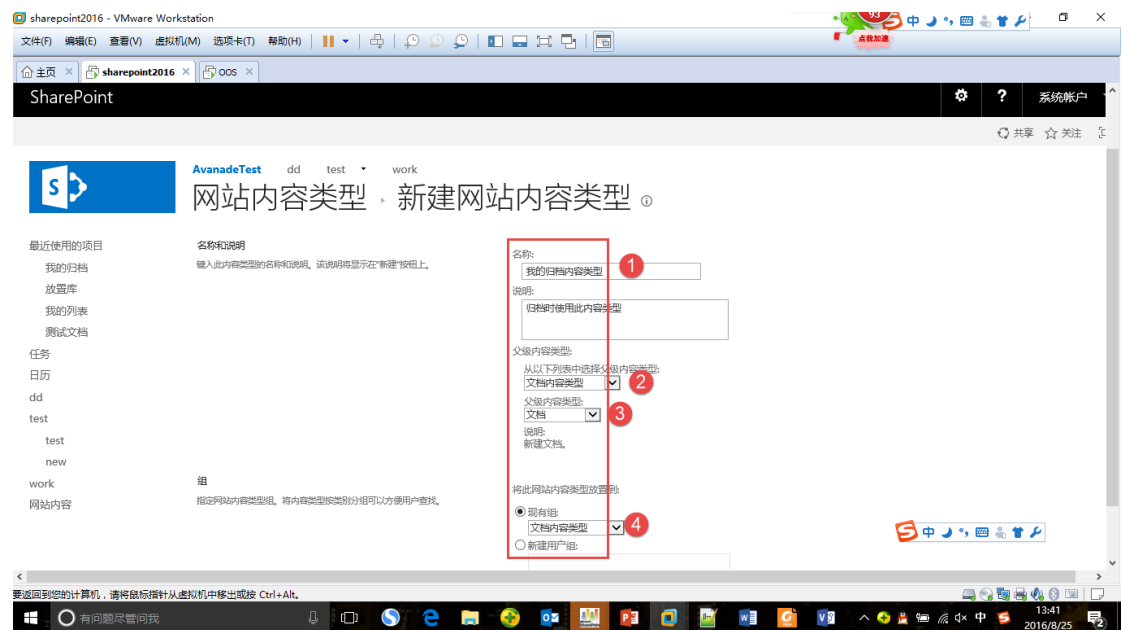 sharepoint2016 - VMware Workstation
93
中
点我加速
文件(F) 编辑(E) 查看(V) 虚拟机(M) 选项卡(T) 帮助(H)
主页 sharepoint2016 OOS
SharePoint
? 系统帐户
共享 关注
S
AvanadeTest dd test work
网站内容类型 新建网站内容类型
最近使用的项目
我的归档
放置库
我的列表
测试文档
任务
日历
dd
test
test
new
work
网站内容
名称和说明
键入此内容类型的名称和说明。该说明将显示在“新建”按钮上。
名称:
我的归档内容类型
1
说明:
归档时使用此内容类型
父级内容类型:
从以下列表中选择父级内容类型:
文档内容类型
2
父级内容类型:
文档
3
说明:
新建文档。
组
指定网站内容类型组。将内容类型按类别分组可以方便用户查找。
将此网站内容类型放置到:
现有组:
文档内容类型
4
新建用户组:
中
要返回到您的计算机，请将鼠标指针从虚拟机中移出或按 Ctrl+Alt。
有问题尽管问我
中
13:41
2016/8/25